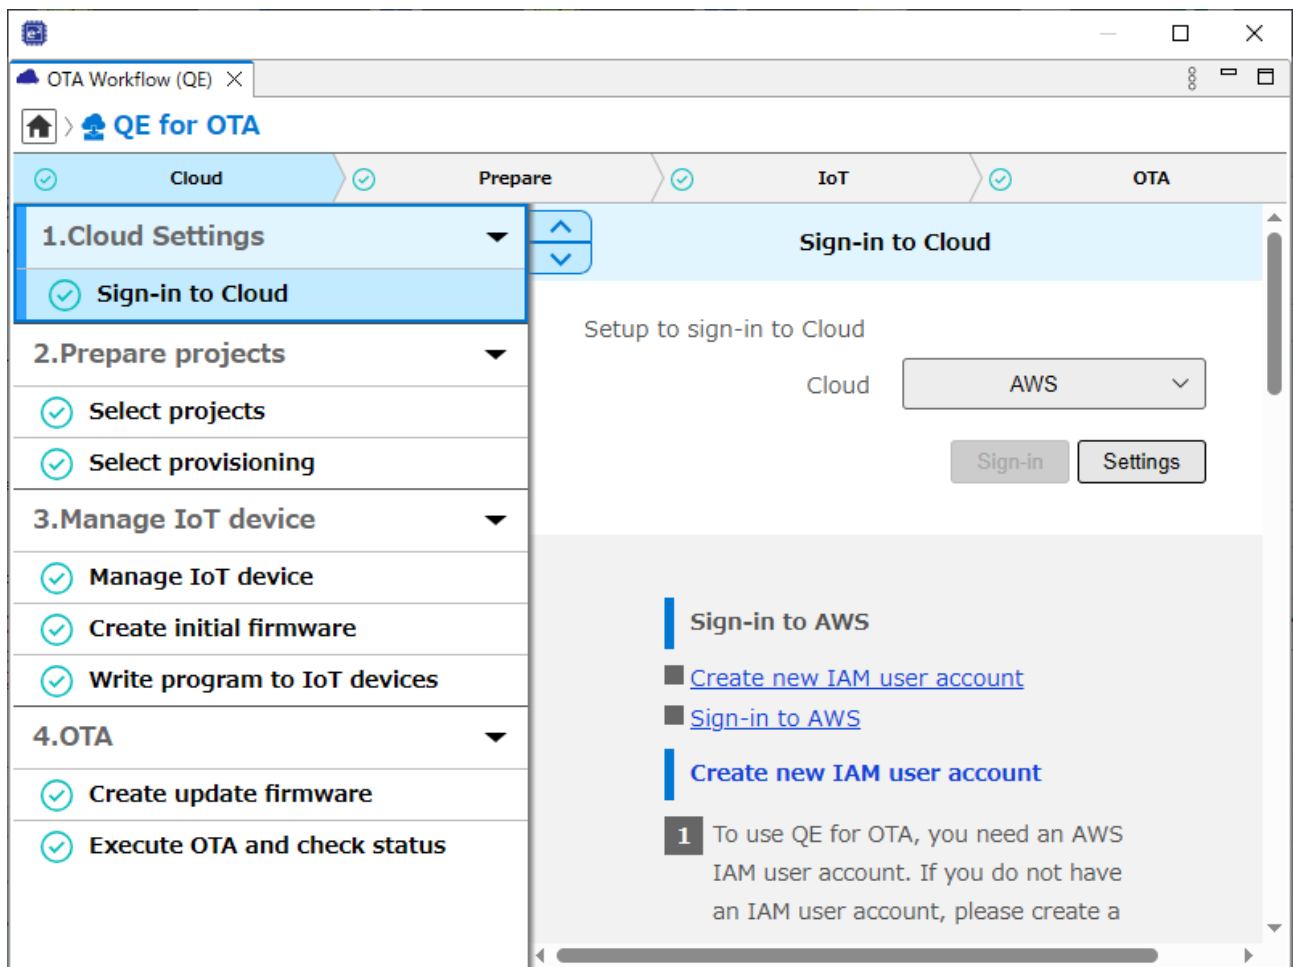 e²
OTA Workflow (QE)
QE for OTA
Cloud
Prepare
IoT
OTA
1.Cloud Settings
Sign-in to Cloud
2.Prepare projects
Select projects
Select provisioning
3.Manage IoT device
Manage IoT device
Create initial firmware
Write program to IoT devices
4.OTA
Create update firmware
Execute OTA and check status
Sign-in to Cloud
Setup to sign-in to Cloud
Cloud
AWS
Sign-in
Settings
Sign-in to AWS
Create new IAM user account
Sign-in to AWS
Create new IAM user account
1 To use QE for OTA, you need an AWS
IAM user account. If you do not have
an IAM user account, please create a